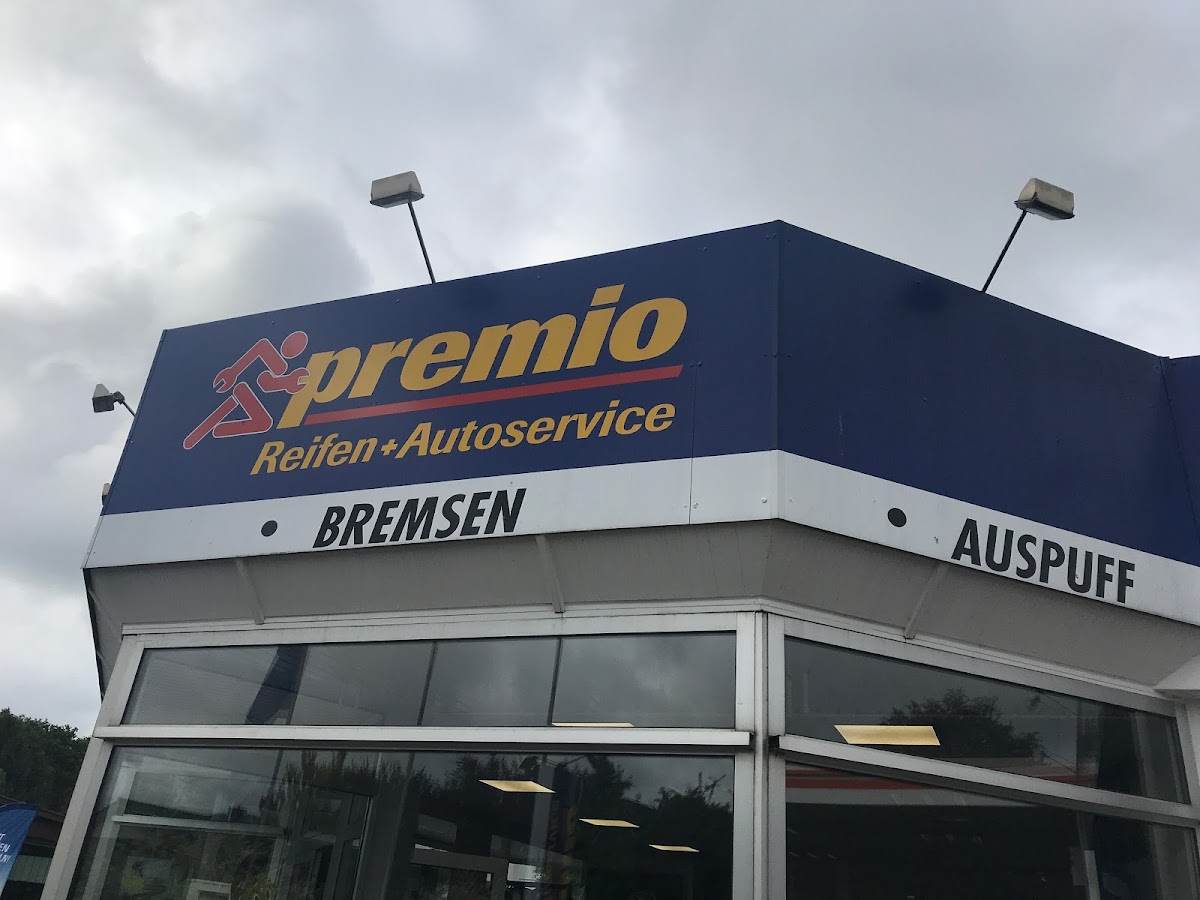 premio
Reifen+Autoservice
• BREMSEN
• AUSPUFF